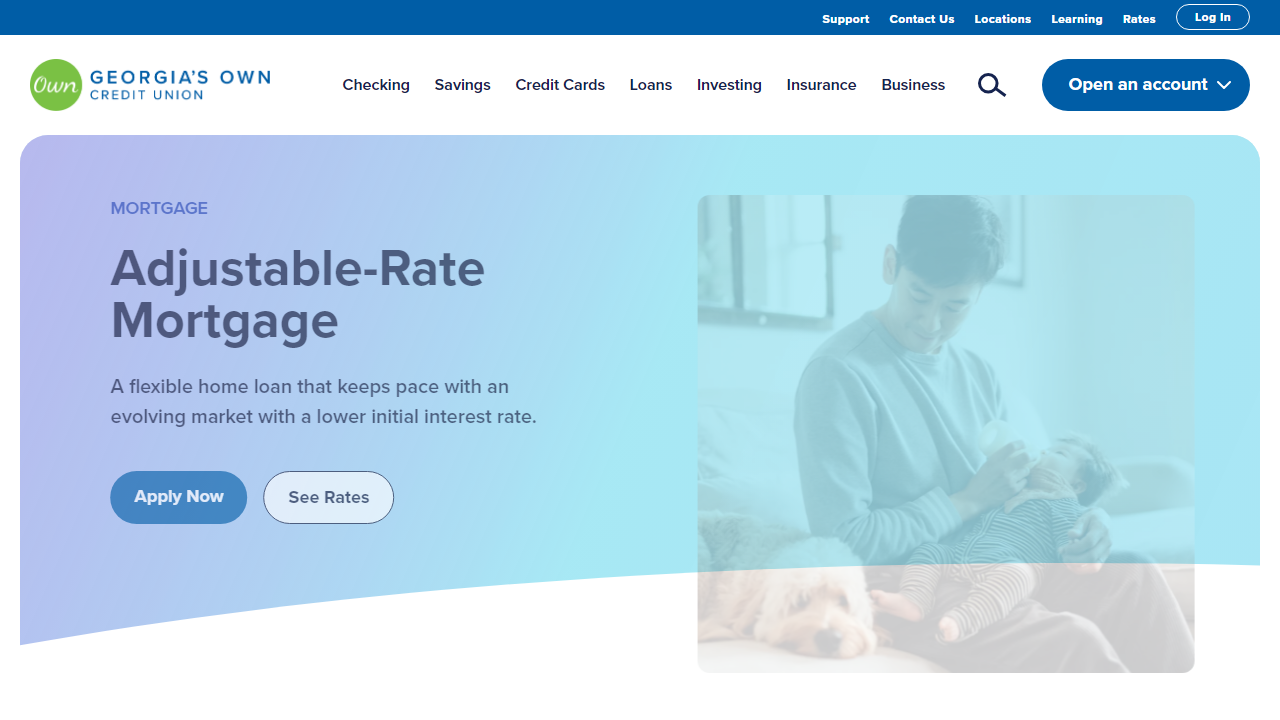 Support Contact Us Locations Learning Rates Log In
Own GEORGIA'S OWN
CREDIT UNION
Checking Savings Credit Cards Loans Investing Insurance Business Open an account
MORTGAGE
Adjustable-Rate
Mortgage
A flexible home loan that keeps pace with an
evolving market with a lower initial interest rate.
Apply Now See Rates